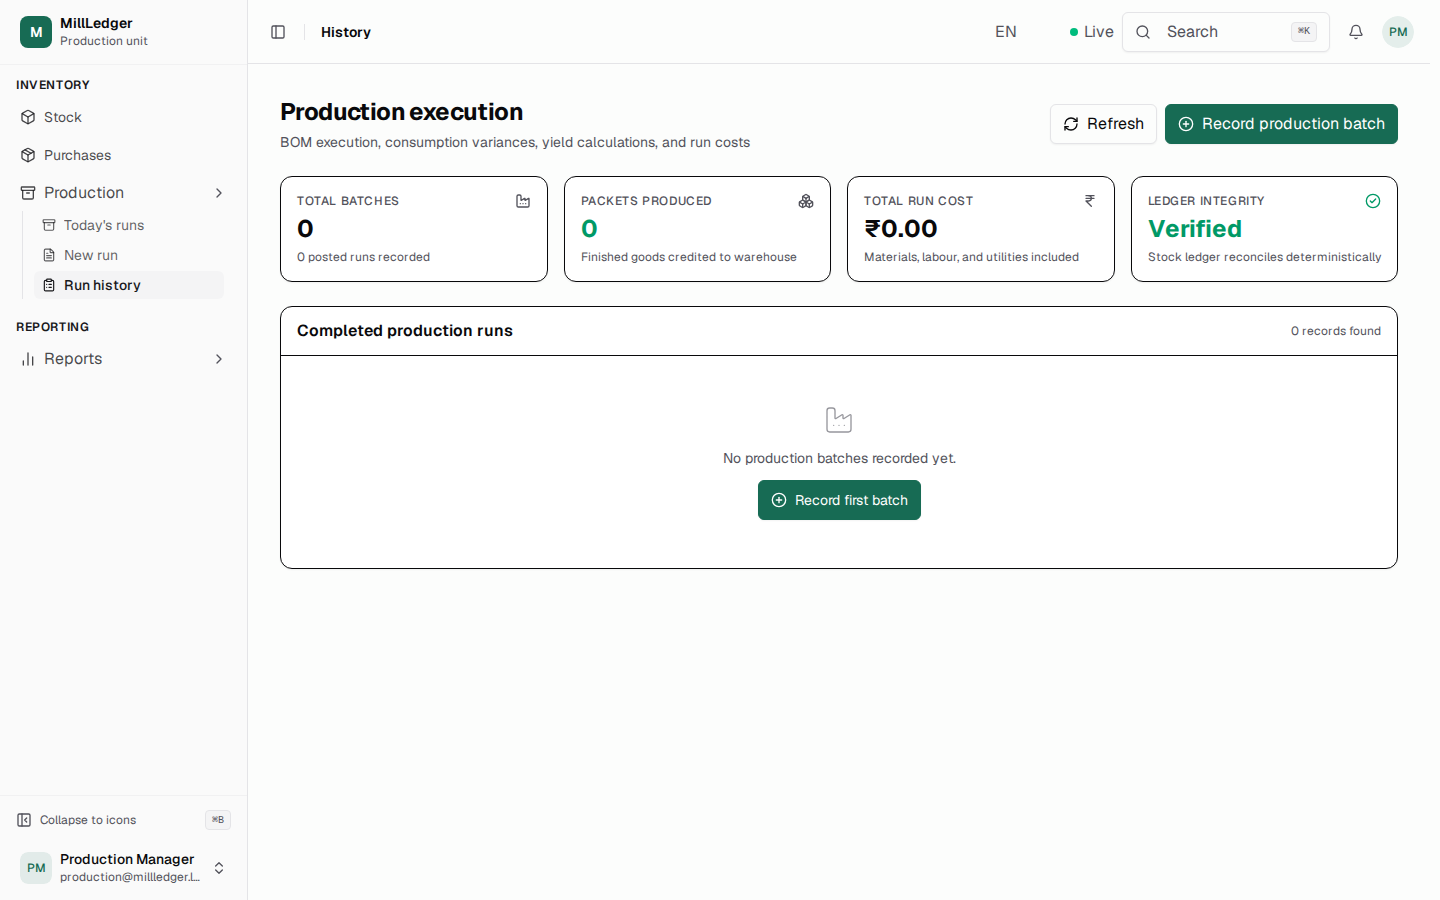 M
MillLedger
Production unit
INVENTORY
Stock
Purchases
Production
Today's runs
New run
Run history
REPORTING
Reports
Collapse to icons
⌘B
PM
Production Manager
production@millledger.l...
History
EN
Live
Search
⌘K
PM
Production execution
BOM execution, consumption variances, yield calculations, and run costs
Refresh
Record production batch
TOTAL BATCHES
0
0 posted runs recorded
PACKETS PRODUCED
0
Finished goods credited to warehouse
TOTAL RUN COST
₹
₹0.00
Materials, labour, and utilities included
LEDGER INTEGRITY
Verified
Stock ledger reconciles deterministically
Completed production runs
0 records found
No production batches recorded yet.
Record first batch